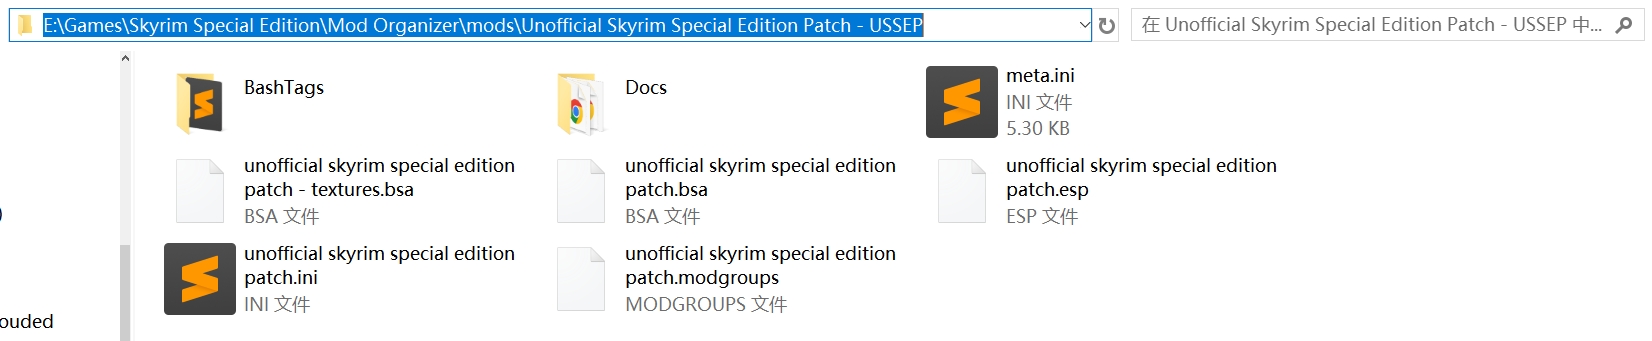 E:\Games\Skyrim Special Edition\Mod Organizer\mods\Unofficial Skyrim Special Edition Patch - USSEP
在 Unofficial Skyrim Special Edition Patch - USSEP 中...
BashTags
Docs
meta.ini
INI 文件
5.30 KB
unofficial skyrim special edition
patch - textures.bsa
BSA 文件
unofficial skyrim special edition
patch.bsa
BSA 文件
unofficial skyrim special edition
patch.esp
ESP 文件
unofficial skyrim special edition
patch.ini
INI 文件
unofficial skyrim special edition
patch.modgroups
MODGROUPS 文件
)
ouded